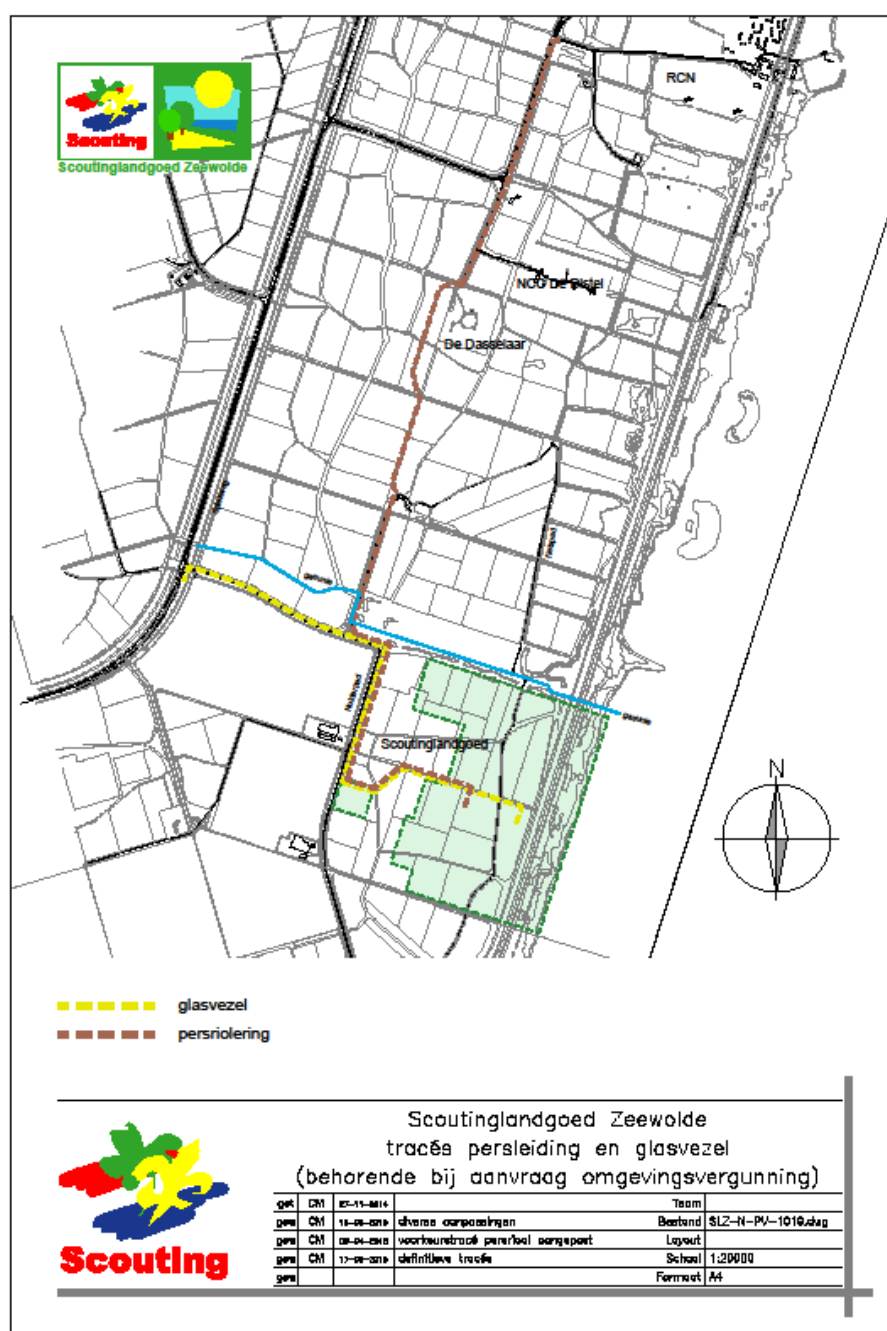 Scouting
Scoutinglandgoed Zeewolde
RCN
NCC De Distel
De Dasselaar
Scoutinglandgoed
N
glasvezel
persriolering
Scouting
Scoutinglandgoed Zeewolde
tracés persleiding en glasvezel
(behorende bij aanvraag omgevingsvergunning)
get CM Team
gew CM diverse aanpassingen Bestand SLZ-N-PV-1019.dwg
gew CM voorkeurstracé persriool aangepast Layout
gew CM definitieve tracés Schaal 1:20000
gew Formaat A4